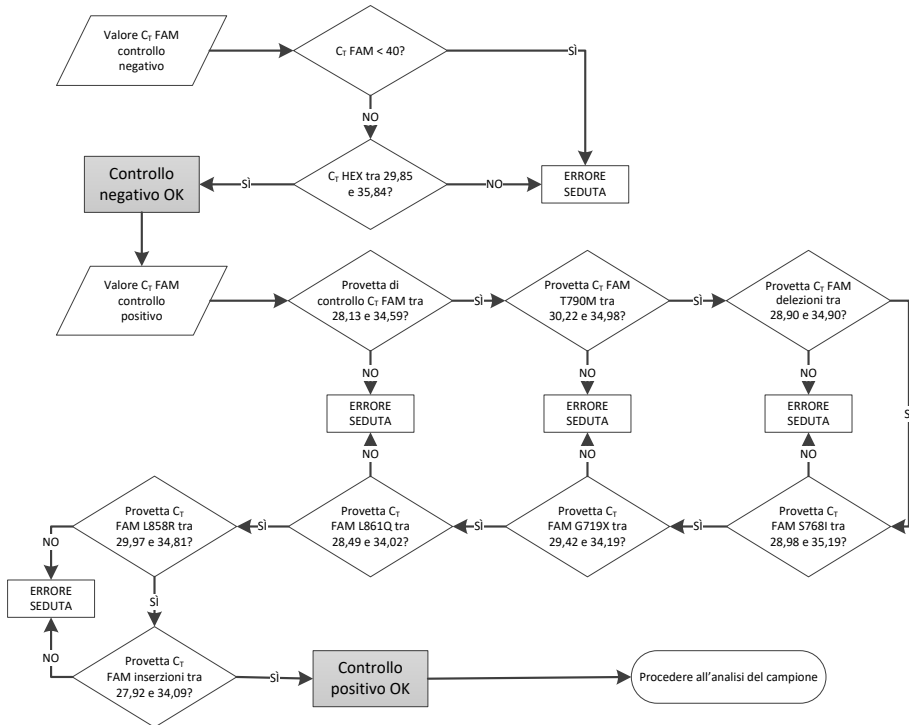 Valore CT FAM
controllo
negativo
CT FAM < 40?
SÌ
NO
Controllo
negativo OK
SÌ
CT HEX tra 29,85
e 35,84?
NO
ERRORE
SEDUTA
Valore CT FAM
controllo
positivo
Provetta di
controllo CT FAM tra
28,13 e 34,59?
SÌ
Provetta CT FAM
T790M tra
30,22 e 34,98?
SÌ
Provetta CT FAM
delezioni tra
28,90 e 34,90?
NO
NO
NO
ERRORE
SEDUTA
ERRORE
SEDUTA
ERRORE
SEDUTA
S
NO
NO
NO
Provetta CT
FAM L858R tra
29,97 e 34,81?
SÌ
Provetta CT
FAM L861Q tra
28,49 e 34,02?
SÌ
Provetta CT
FAM G719X tra
29,42 e 34,19?
SÌ
Provetta CT
FAM S768I tra
28,98 e 35,19?
NO
ERRORE
SEDUTA
SÌ
NO
Provetta CT
FAM inserzioni tra
27,92 e 34,09?
SÌ
Controllo
positivo OK
Procedere all’analisi del campione